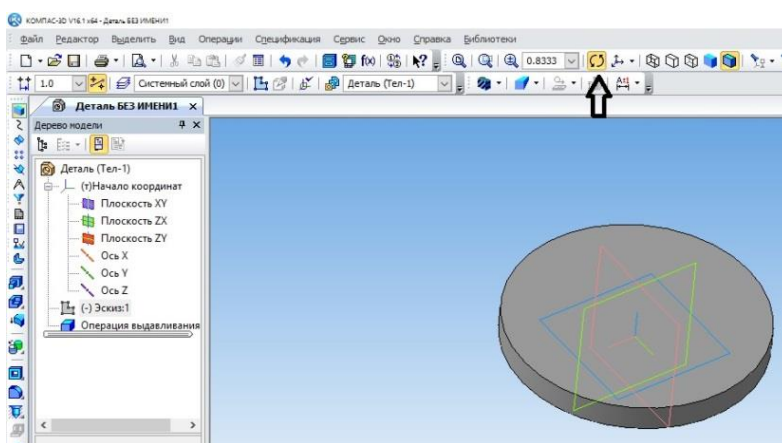 КОМПАС-3D V16.1 x64 - Деталь БЕЗ ИМЕНИ1
Файл Редактор Выделить Вид Операции Спецификация Сервис Окно Справка Библиотеки
f(x) 0.8333
1.0 Системный слой (0) Деталь (Тел-1)
Деталь БЕЗ ИМЕНИ1 ×
Дерево модели
Деталь (Тел-1)
(т)Начало координат
Плоскость XY
Плоскость ZX
Плоскость ZY
Ось X
Ось Y
Ось Z
(-) Эскиз:1
Операция выдавливания